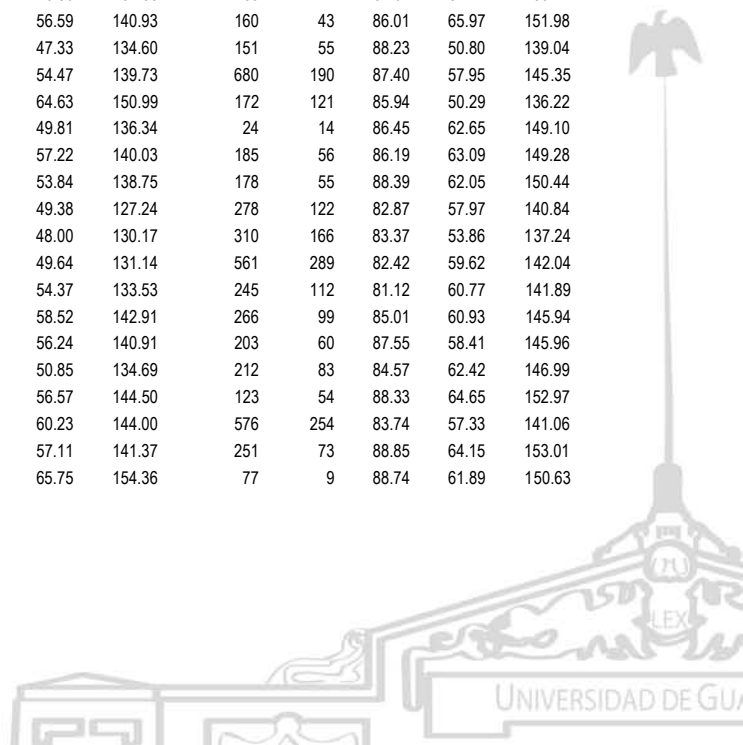 56.59 140.93 160 43 86.01 65.97 151.98
47.33 134.60 151 55 88.23 50.80 139.04
54.47 139.73 680 190 87.40 57.95 145.35
64.63 150.99 172 121 85.94 50.29 136.22
49.81 136.34 24 14 86.45 62.65 149.10
57.22 140.03 185 56 86.19 63.09 149.28
53.84 138.75 178 55 88.39 62.05 150.44
49.38 127.24 278 122 82.87 57.97 140.84
48.00 130.17 310 166 83.37 53.86 137.24
49.64 131.14 561 289 82.42 59.62 142.04
54.37 133.53 245 112 81.12 60.77 141.89
58.52 142.91 266 99 85.01 60.93 145.94
56.24 140.91 203 60 87.55 58.41 145.96
50.85 134.69 212 83 84.57 62.42 146.99
56.57 144.50 123 54 88.33 64.65 152.97
60.23 144.00 576 254 83.74 57.33 141.06
57.11 141.37 251 73 88.85 64.15 153.01
65.75 154.36 77 9 88.74 61.89 150.63
LEX
UNIVERSIDAD DE GUA